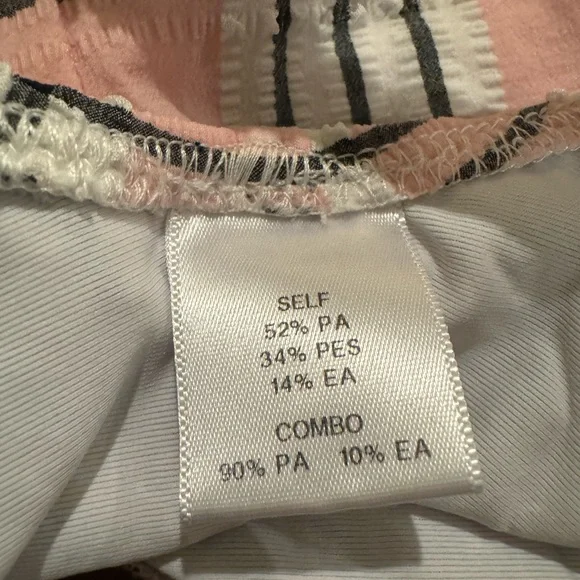 SELF
52% PA
34% PES
14% EA
COMBO
90% PA 10% EA